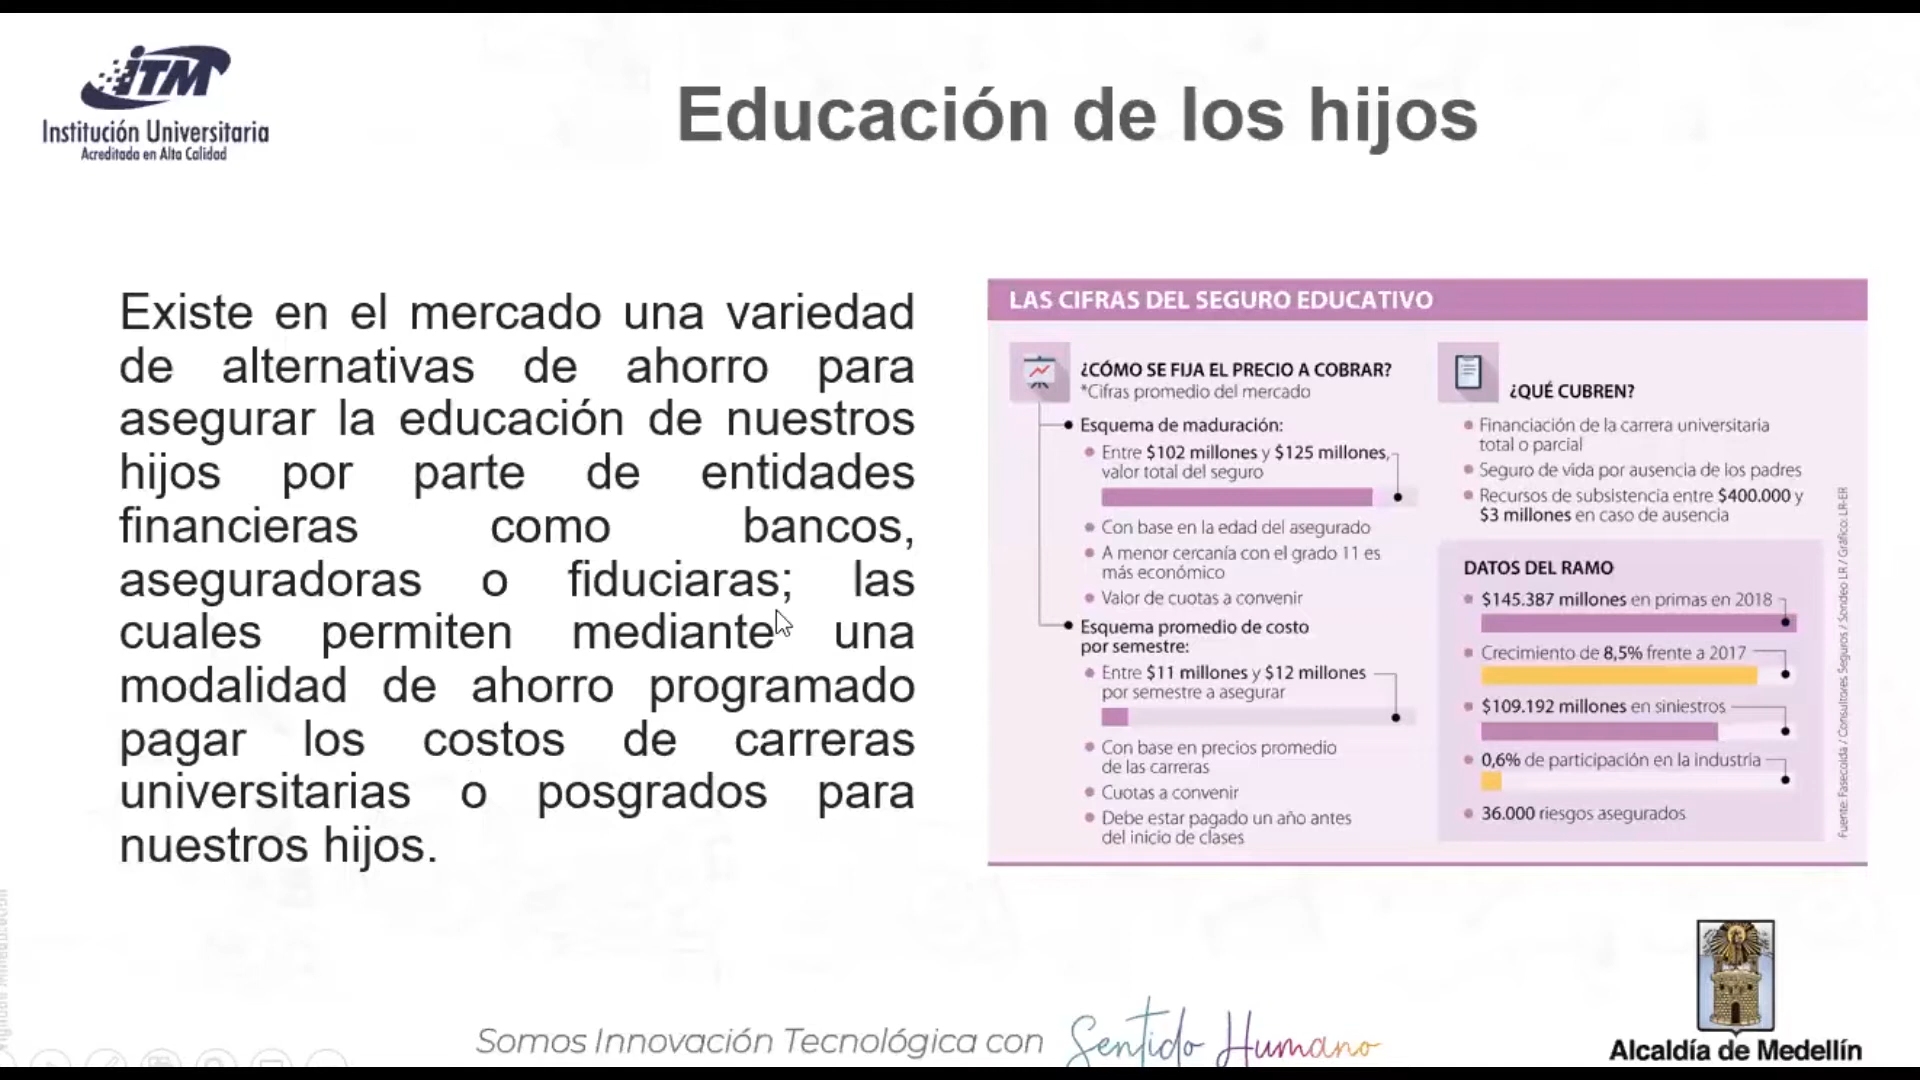 iTM
Institución Universitaria
Acreditada en Alta Calidad
Educación de los hijos
Existe en el mercado una variedad
de alternativas de ahorro para
asegurar la educación de nuestros
hijos por parte de entidades
financieras como bancos,
aseguradoras o fiduciaras; las
cuales permiten mediante una
modalidad de ahorro programado
pagar los costos de carreras
universitarias o posgrados para
nuestros hijos.
LAS CIFRAS DEL SEGURO EDUCATIVO
¿CÓMO SE FIJA EL PRECIO A COBRAR?
*Cifras promedio del mercado
Esquema de maduración:
Entre $102 millones y $125 millones,
valor total del seguro
Con base en la edad del asegurado
A menor cercanía con el grado 11 es
más económico
Valor de cuotas a convenir
Esquema promedio de costo
por semestre:
Entre $11 millones y $12 millones
por semestre a asegurar
Con base en precios promedio
de las carreras
Cuotas a convenir
Debe estar pagado un año antes
del inicio de clases
¿QUÉ CUBREN?
Financiación de la carrera universitaria
total o parcial
Seguro de vida por ausencia de los padres
Recursos de subsistencia entre $400.000 y
$3 millones en caso de ausencia
DATOS DEL RAMO
$145.387 millones en primas en 2018
Crecimiento de 8,5% frente a 2017
$109.192 millones en siniestros
0,6% de participación en la industria
36.000 riesgos asegurados
Fuente: Fasecolda / Consultores Seguros / Sondeo LR / Gráfico: LR-ER
Somos Innovación Tecnológica con Sentido Humano
Alcaldía de Medellín